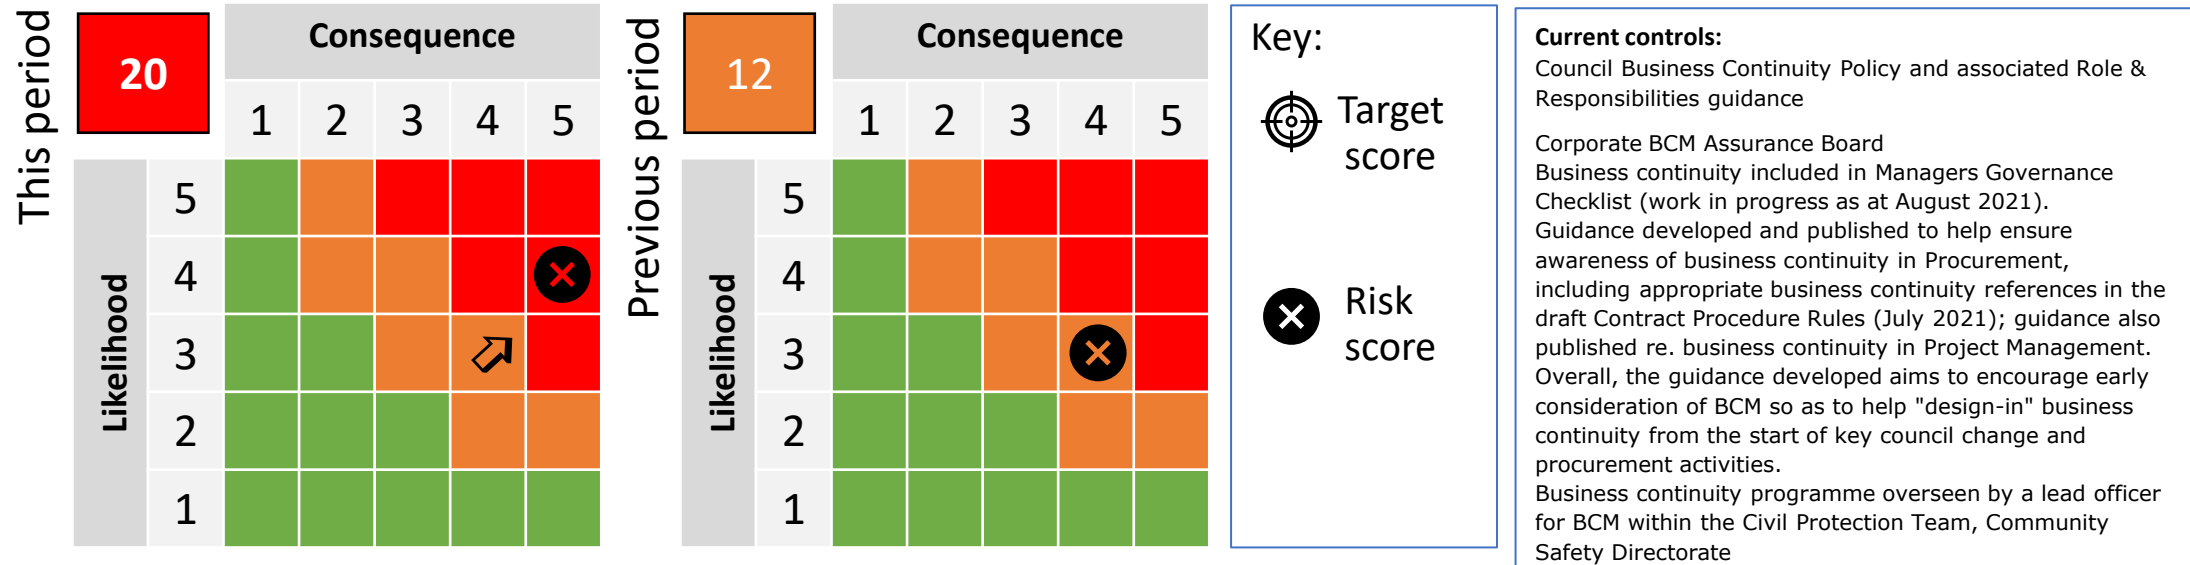 This period
20
Consequence
1 2 3 4 5
Likelihood
5
4
3
2
1
Previous period
12
Consequence
1 2 3 4 5
Likelihood
5
4
3
2
1
Key:
Target
score
Risk
score
Current controls:
Council Business Continuity Policy and associated Role &
Responsibilities guidance
Corporate BCM Assurance Board
Business continuity included in Managers Governance
Checklist (work in progress as at August 2021).
Guidance developed and published to help ensure
awareness of business continuity in Procurement,
including appropriate business continuity references in the
draft Contract Procedure Rules (July 2021); guidance also
published re. business continuity in Project Management.
Overall, the guidance developed aims to encourage early
consideration of BCM so as to help "design-in" business
continuity from the start of key council change and
procurement activities.
Business continuity programme overseen by a lead officer
for BCM within the Civil Protection Team, Community
Safety Directorate